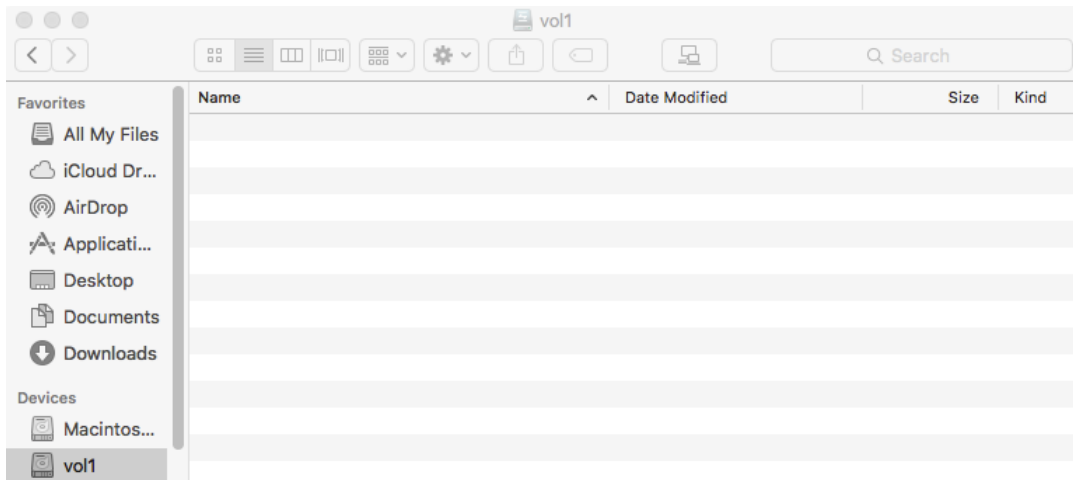 vol1
Search
Name Date Modified Size Kind
Favorites
All My Files
iCloud Dr...
AirDrop
Applicati...
Desktop
Documents
Downloads
Devices
Macintos...
vol1